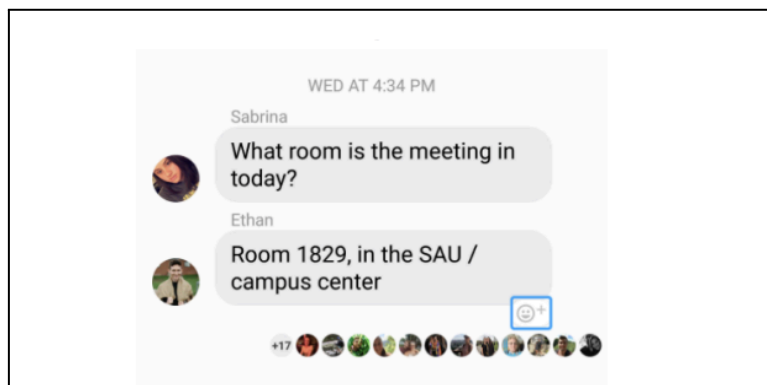 WED AT 4:34 PM
Sabrina
What room is the meeting in
today?
Ethan
Room 1829, in the SAU /
campus center
+17